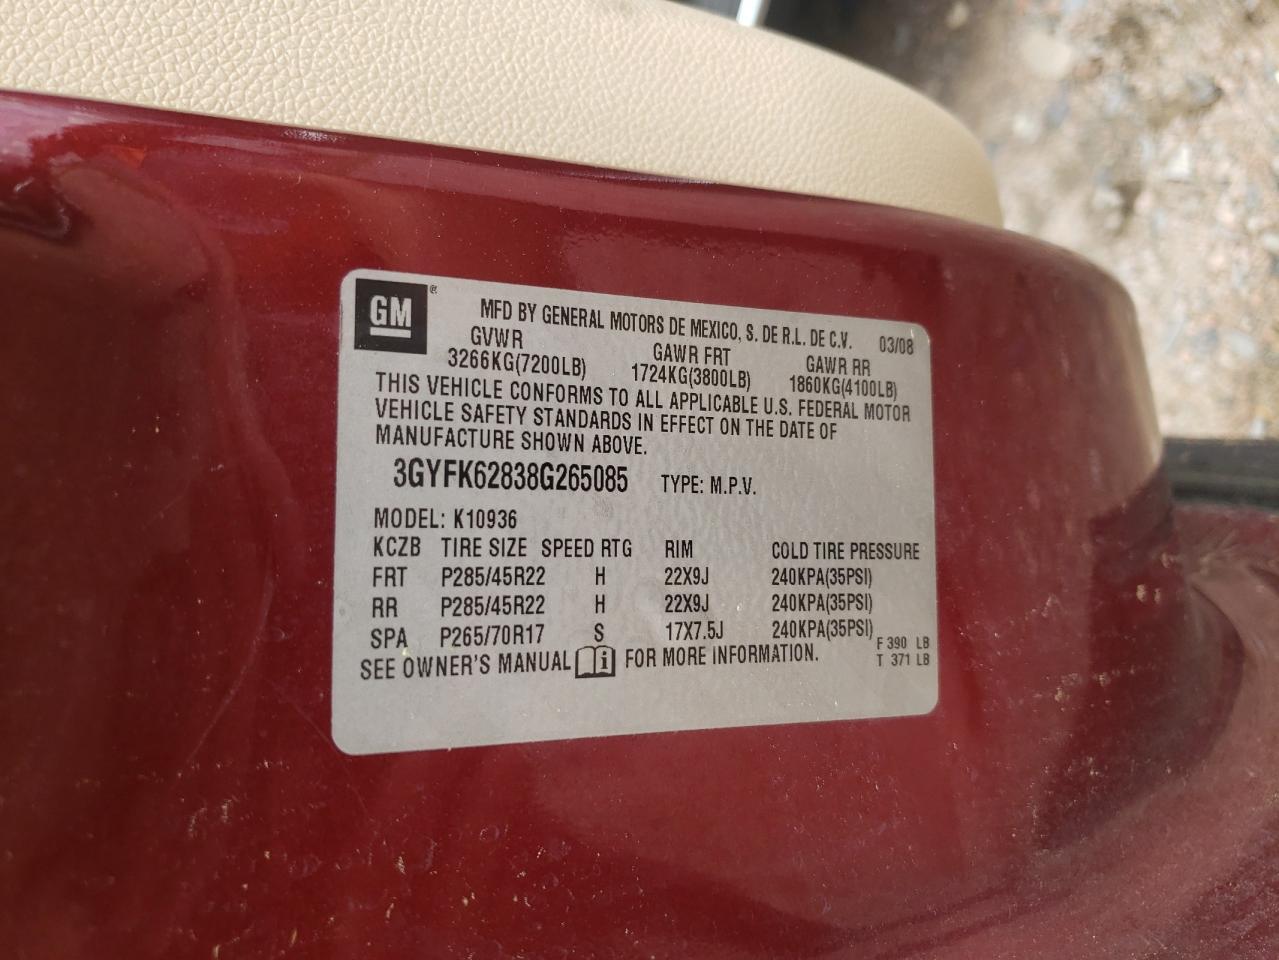 GM®
MFD BY GENERAL MOTORS DE MEXICO, S. DE R.L. DE C.V. 03/08
GVWR GAWR FRT GAWR RR
3266KG(7200LB) 1724KG(3800LB) 1860KG(4100LB)
THIS VEHICLE CONFORMS TO ALL APPLICABLE U.S. FEDERAL MOTOR
VEHICLE SAFETY STANDARDS IN EFFECT ON THE DATE OF
MANUFACTURE SHOWN ABOVE.
3GYFK62838G265085 TYPE: M.P.V.
MODEL: K10936
KCZB TIRE SIZE SPEED RTG RIM COLD TIRE PRESSURE
FRT P285/45R22 H 22X9J 240KPA(35PSI)
RR P285/45R22 H 22X9J 240KPA(35PSI)
SPA P265/70R17 S 17X7.5J 240KPA(35PSI)
F 390 LB
SEE OWNER'S MANUAL FOR MORE INFORMATION. T 371 LB